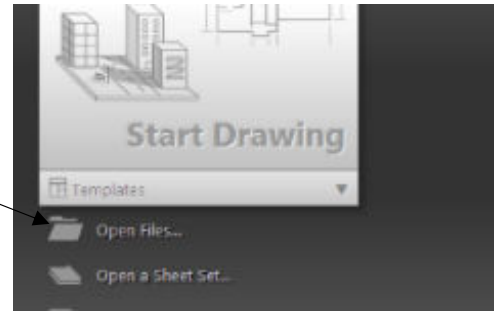 Start Drawing
Templates
Open Files...
Open a Sheet Set...